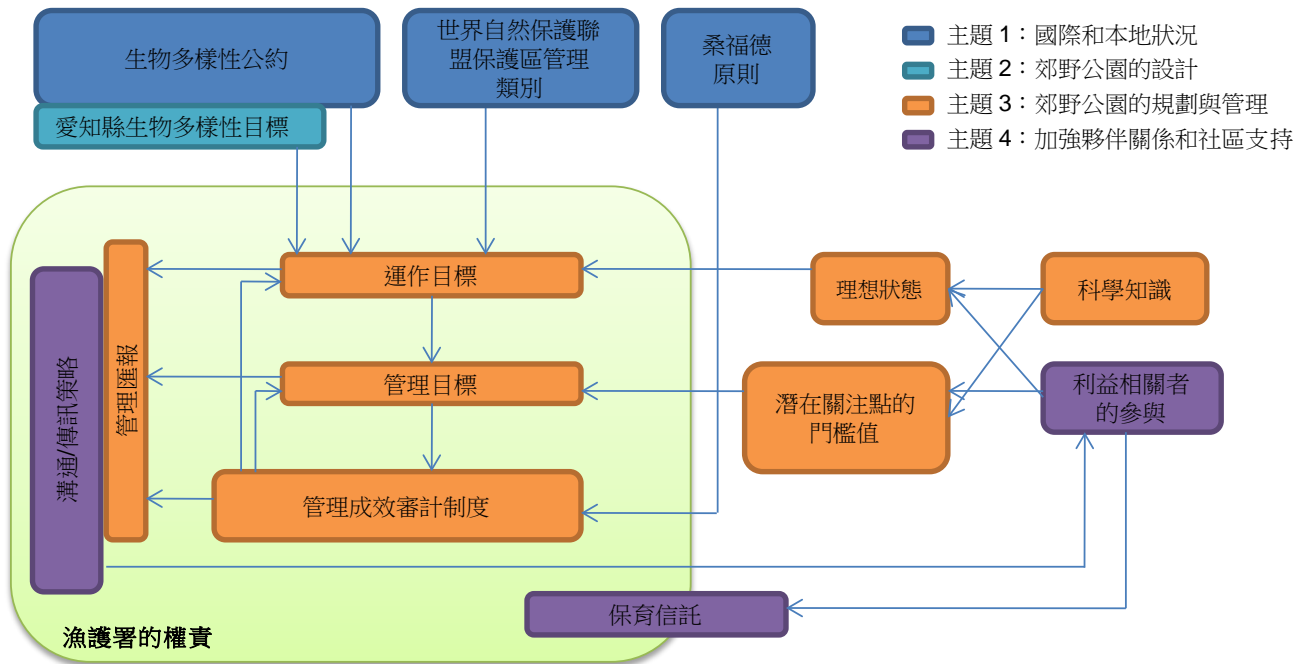 生物多樣性公約
愛知縣生物多樣性目標
世界自然保護聯
盟保護區管理
類別
桑福德
原則
主題 1：國際和本地狀況
主題 2：郊野公園的設計
主題 3：郊野公園的規劃與管理
主題 4：加強夥伴關係和社區支持
運作目標
理想狀態
科學知識
溝通/傳訊策略
管理匯報
管理目標
潛在關注點的
門檻值
利益相關者
的參與
管理成效審計制度
保育信託
漁護署的權責